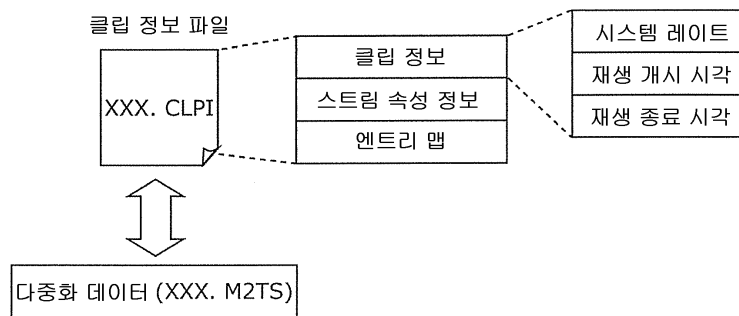 클립 정보 파일
XXX. CLPI
클립 정보
스트림 속성 정보
엔트리 맵
시스템 레이트
재생 개시 시각
재생 종료 시각
다중화 데이터 (XXX. M2TS)